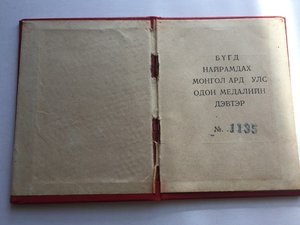 БҮГД
НАЙРАМДАХ
МОНГОЛ АРД УЛС
ОДОН МЕДАЛИЙН
ДЭВТЭР
№ 1135